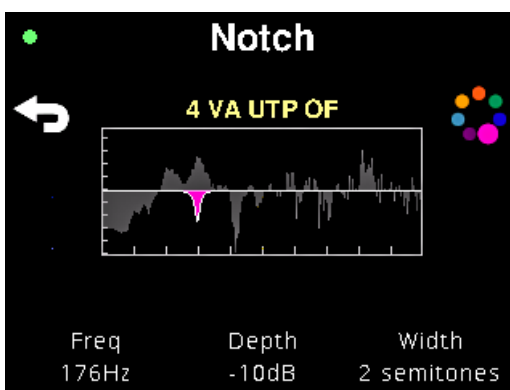 Notch
4 VA UTP OF
Freq Depth Width
176Hz -10dB 2 semitones